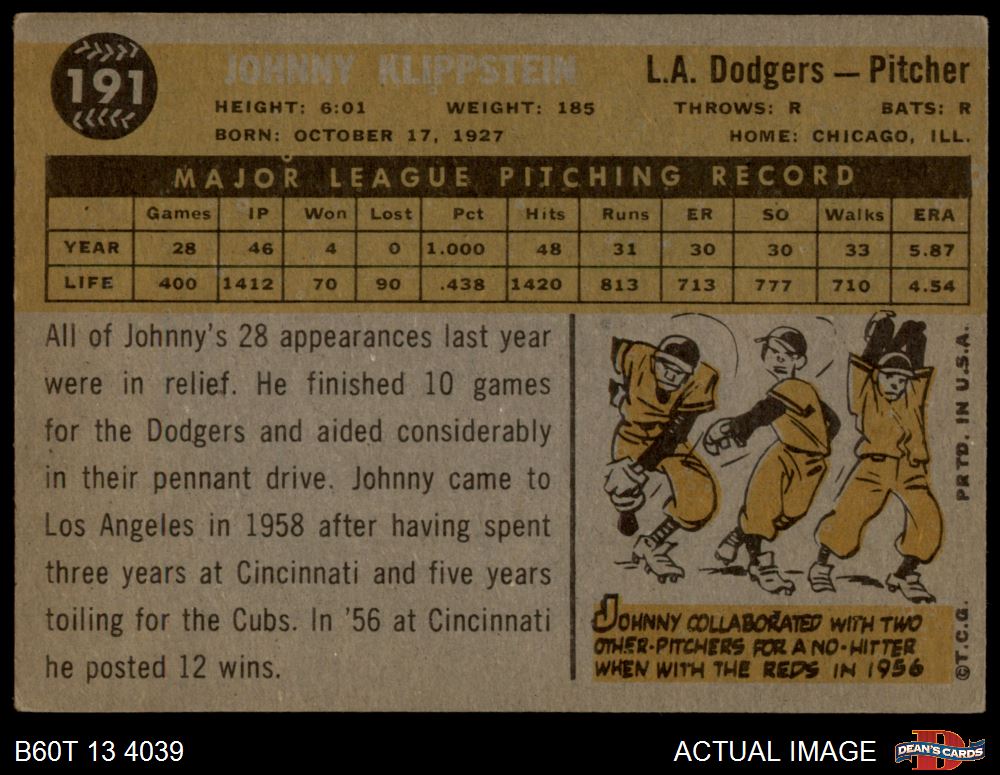 191
JOHNNY KLIPPSTEIN
L.A. Dodgers — Pitcher
HEIGHT: 6:01 WEIGHT: 185 THROWS: R BATS: R
BORN: OCTOBER 17, 1927 HOME: CHICAGO, ILL.
MAJOR LEAGUE PITCHING RECORD
Games IP Won Lost Pct Hits Runs ER SO Walks ERA
YEAR 28 46 4 0 1.000 48 31 30 30 33 5.87
LIFE 400 1412 70 90 .438 1420 813 713 777 710 4.54
All of Johnny's 28 appearances last year
were in relief. He finished 10 games
for the Dodgers and aided considerably
in their pennant drive. Johnny came to
Los Angeles in 1958 after having spent
three years at Cincinnati and five years
toiling for the Cubs. In '56 at Cincinnati
he posted 12 wins.
JOHNNY COLLABORATED WITH TWO
OTHER-PITCHERS FOR A NO-HITTER
WHEN WITH THE REDS IN 1956
©T.C.G. PRTD. IN U.S.A.
B60T 13 4039
ACTUAL IMAGE
D
DEAN'S CARDS